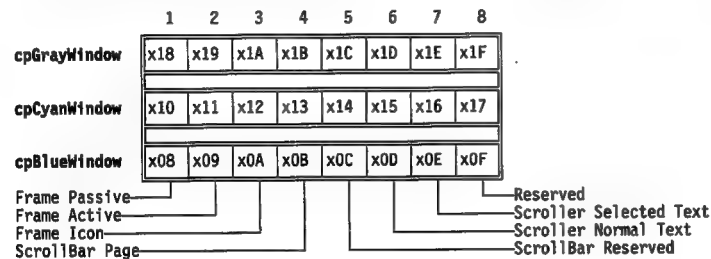 1 2 3 4 5 6 7 8
cpGrayWindow x18 x19 x1A x1B x1C x1D x1E x1F
cpCyanWindow x10 x11 x12 x13 x14 x15 x16 x17
cpBlueWindow x08 x09 x0A x0B x0C x0D x0E x0F
Frame Passive Reserved
Frame Active Scroller Selected Text
Frame Icon Scroller Normal Text
ScrollBar Page ScrollBar Reserved